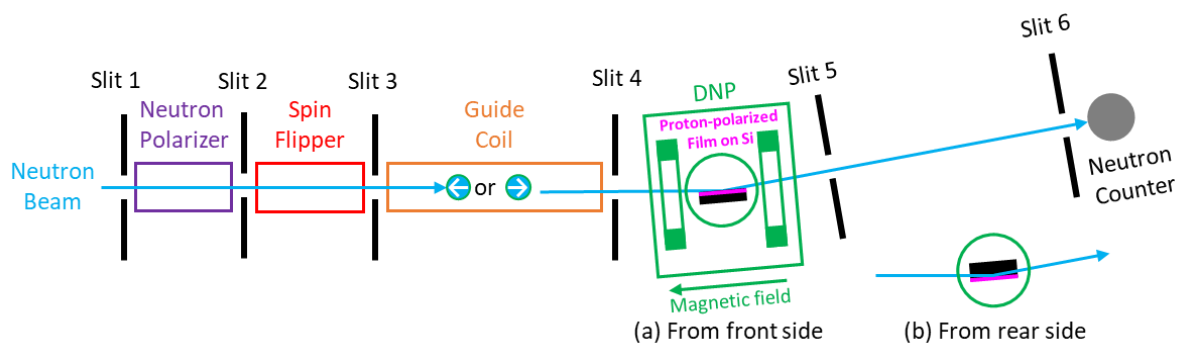 Slit 1
Slit 2
Slit 3
Slit 4
Slit 5
Slit 6
Neutron
Polarizer
Spin
Flipper
Guide
Coil
DNP
Proton-polarized
Film on Si
Neutron
Beam
or
Neutron
Counter
Magnetic field
(a) From front side
(b) From rear side